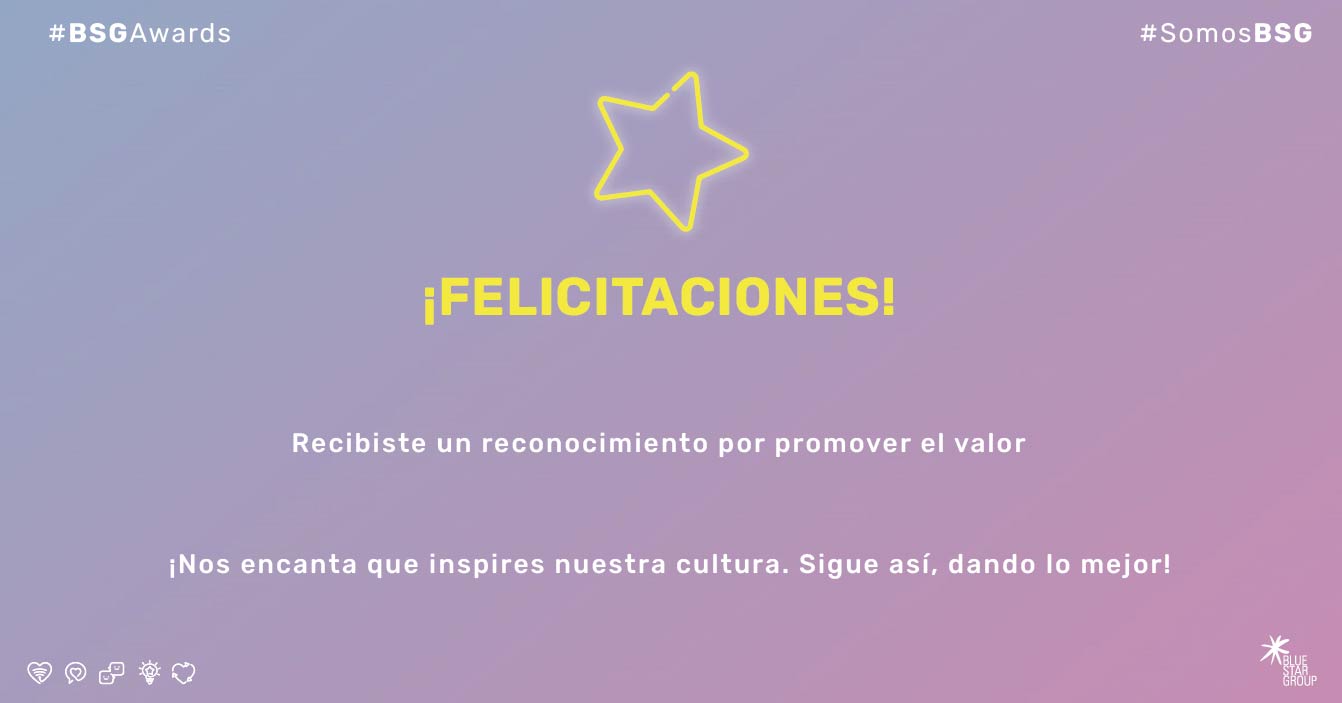 #BSGAwards
#SomosBSG
¡FELICITACIONES!
Recibiste un reconocimiento por promover el valor
¡Nos encanta que inspires nuestra cultura. Sigue así, dando lo mejor!
BLUE
STAR
GROUP